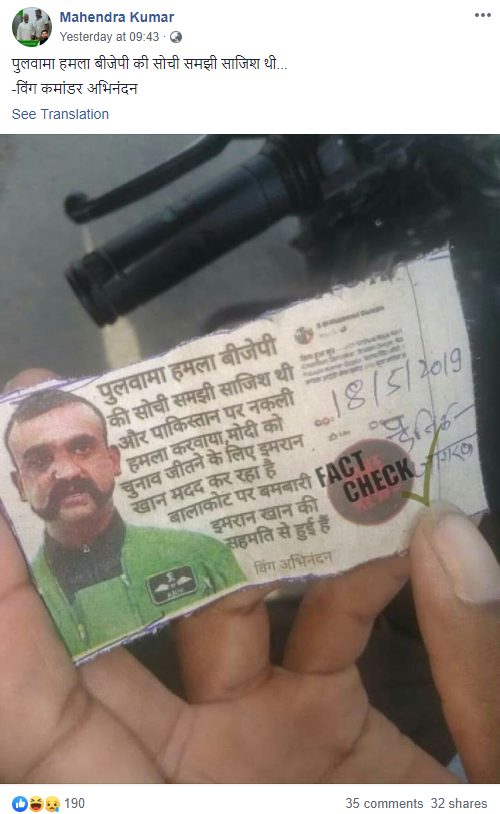 Mahendra Kumar
Yesterday at 09:43
पुलवामा हमला बीजेपी की सोची समझी साजिश थी...
-विंग कमांडर अभिनंदन
See Translation
पुलवामा हमला बीजेपी
की सोची समझी साजिश थी
और पाकिस्तान पर नकली
हमला करवाया मोदी को
चुनाव जीतने के लिए इमरान
खान मदद कर रहा है
बालाकोट पर बमबारी
इमरान खान की
सहमति से हुई हैं
विंग अभिनंदन
18/5/2019
दैनिक
जागरण
FACT
CHECK
ABHI
190
35 comments 32 shares